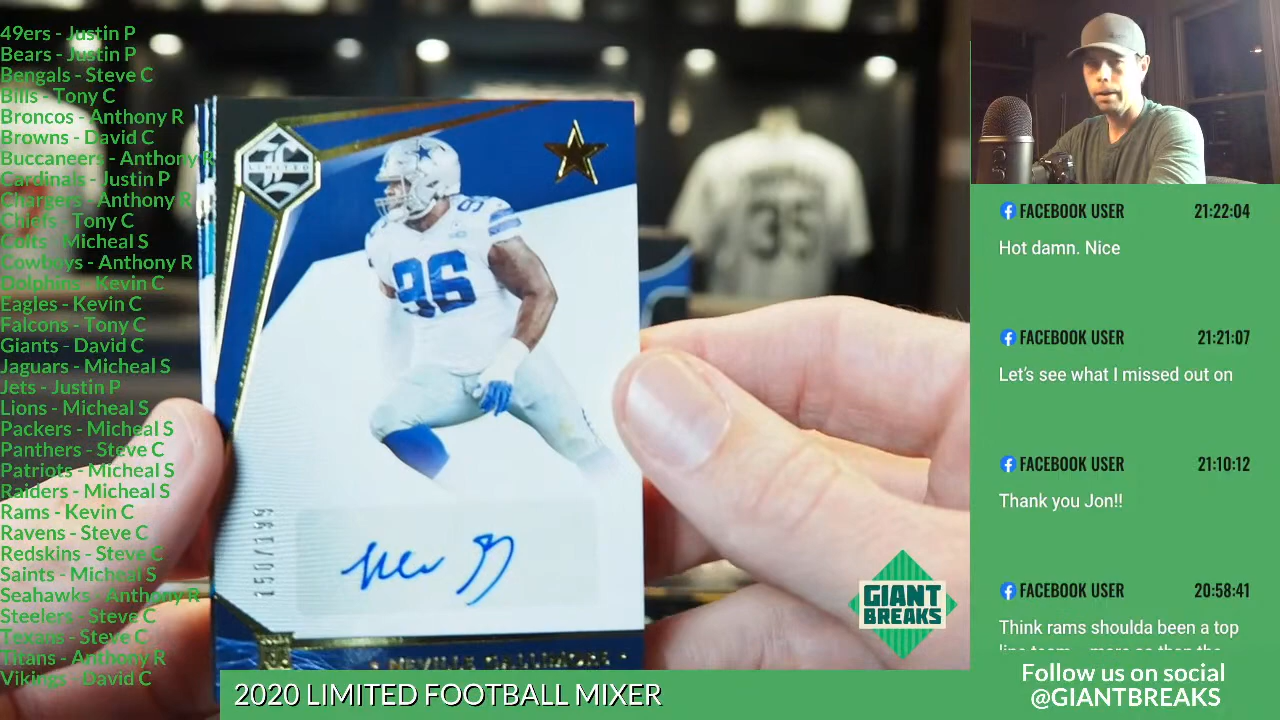 49ers - Justin P
Bears - Justin P
Bengals - Steve C
Bills - Tony C
Broncos - Anthony R
Browns - David C
Buccaneers - Anthony R
Cardinals - Justin P
Chargers - Anthony R
Chiefs - Tony C
Colts - Micheal S
Cowboys - Anthony R
Dolphins - Kevin C
Eagles - Kevin C
Falcons - Tony C
Giants - David C
Jaguars - Micheal S
Jets - Justin P
Lions - Micheal S
Packers - Micheal S
Panthers - Steve C
Patriots - Micheal S
Raiders - Micheal S
Rams - Kevin C
Ravens - Steve C
Redskins - Steve C
Saints - Micheal S
Seahawks - Anthony R
Steelers - Steve C
Texans - Steve C
Titans - Anthony R
Vikings - David C
LIMITED
96
96
35
150/199
NEVILLE
GIANT
BREAKS
2020 LIMITED FOOTBALL MIXER
FACEBOOK USER 21:22:04
Hot damn. Nice
FACEBOOK USER 21:21:07
Let's see what I missed out on
FACEBOOK USER 21:10:12
Thank you Jon!!
FACEBOOK USER 20:58:41
Think rams shoulda been a top
Follow us on social
@GIANTBREAKS